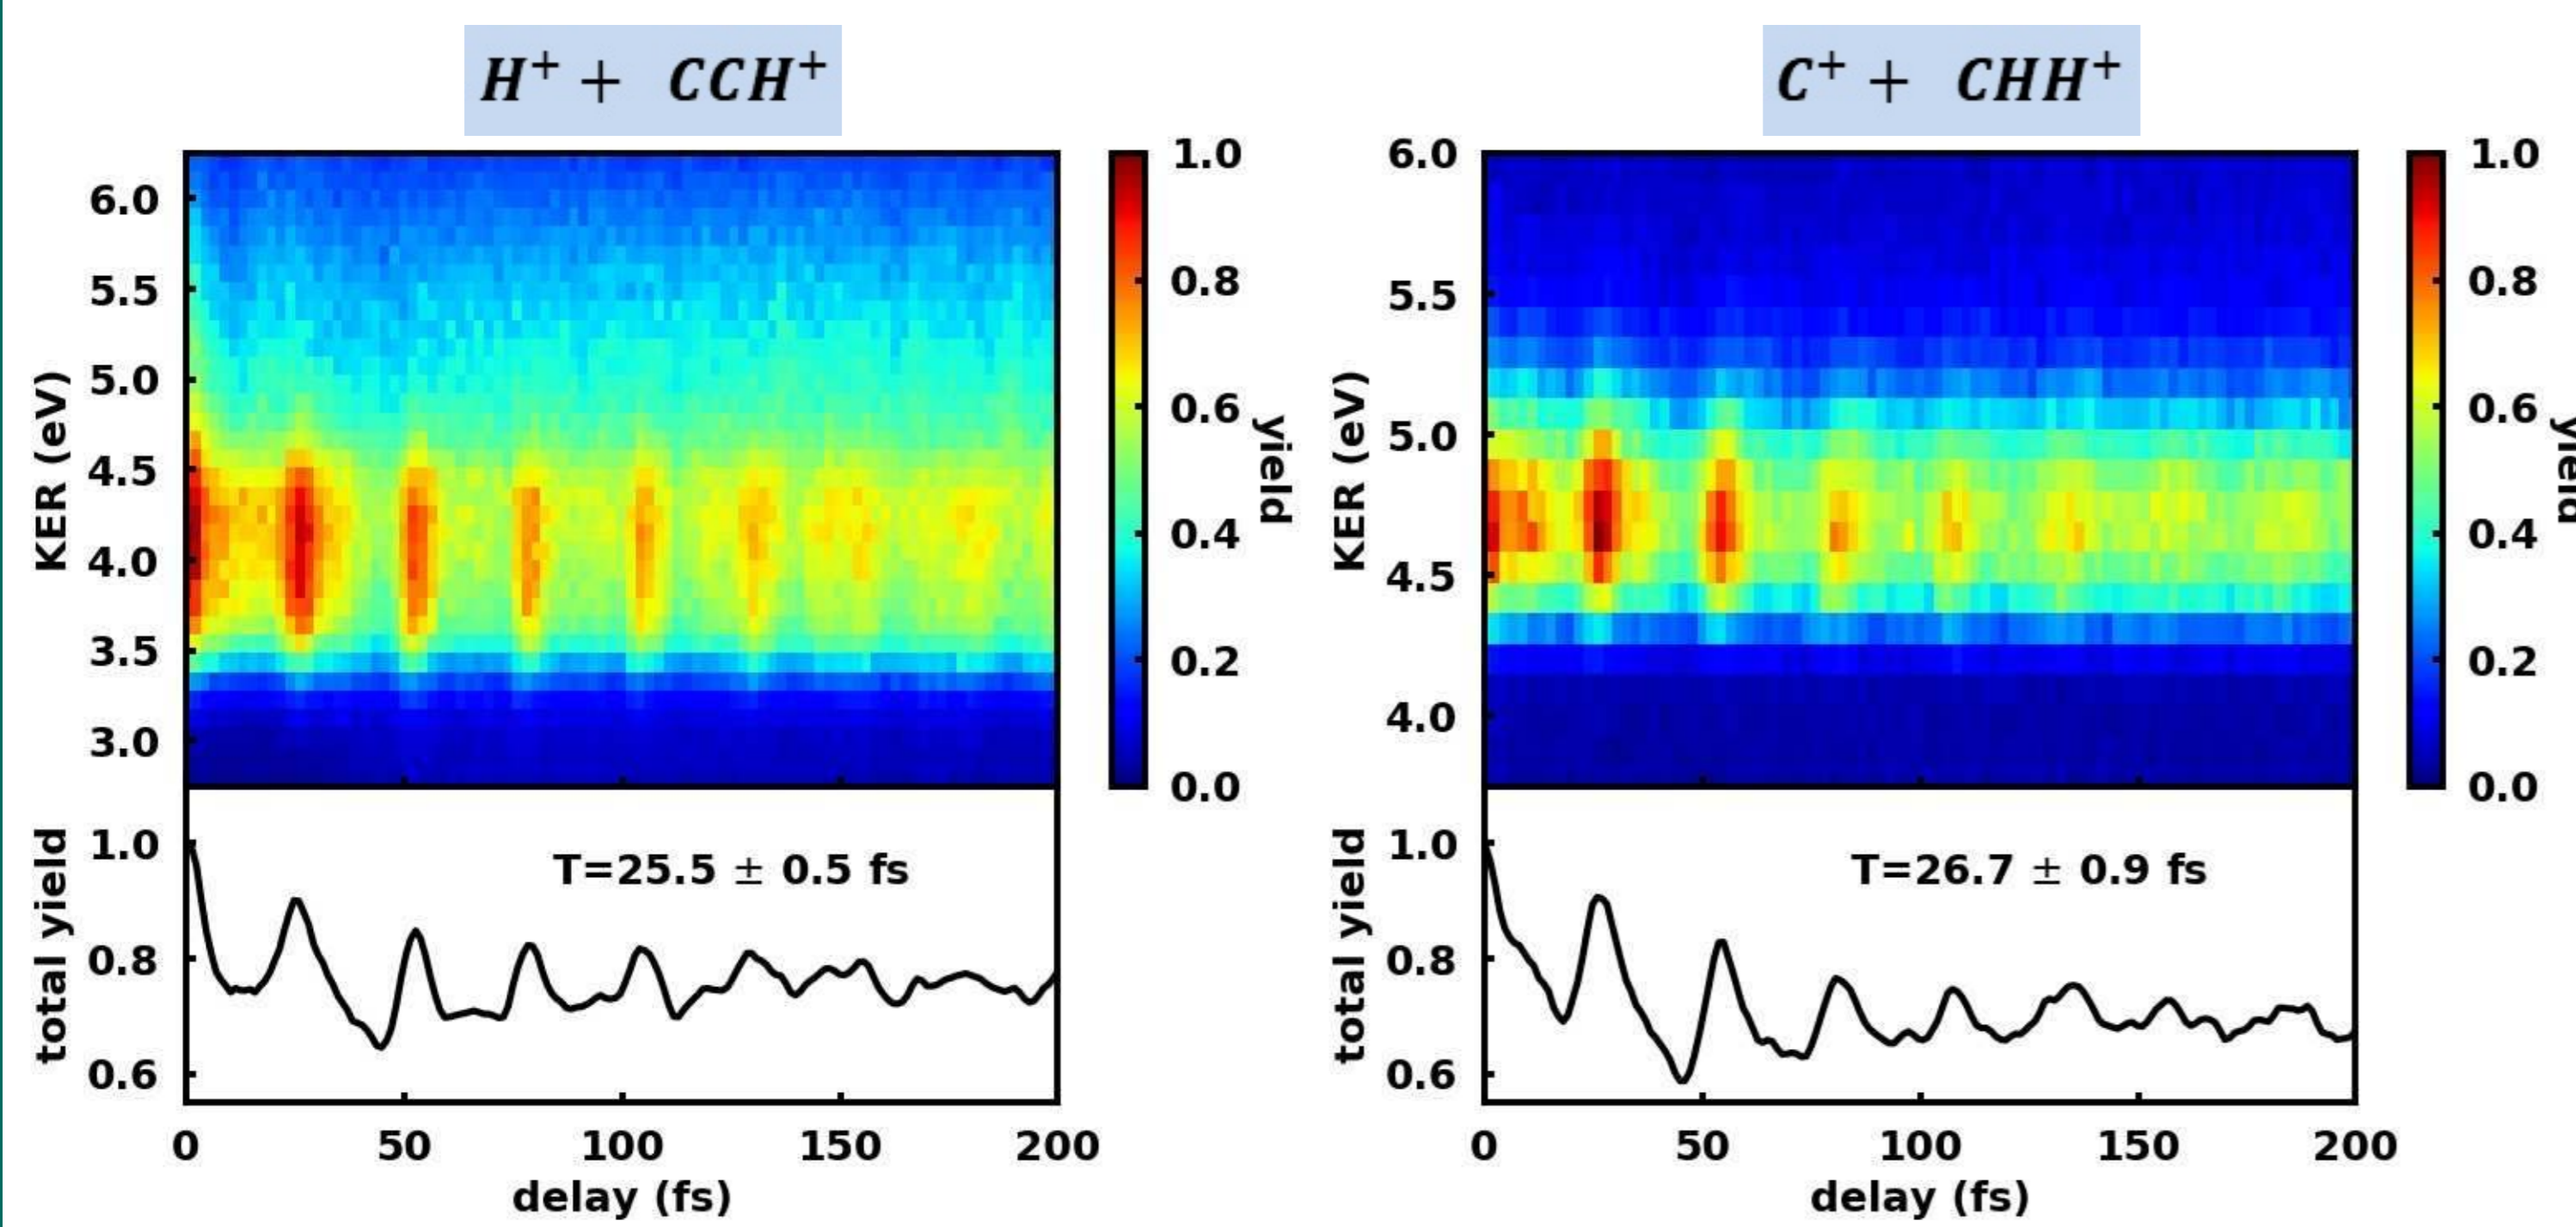 H⁺ + CCH⁺
C⁺ + CHH⁺
KER (eV)
6.0
5.5
5.0
4.5
4.0
3.5
3.0
1.0
0.8
0.6
0.4
0.2
0.0
yield
total yield
1.0
0.8
0.6
T=25.5 ± 0.5 fs
0 50 100 150 200
delay (fs)
KER (eV)
6.0
5.5
5.0
4.5
4.0
1.0
0.8
0.6
0.4
0.2
0.0
yield
total yield
1.0
0.8
0.6
T=26.7 ± 0.9 fs
0 50 100 150 200
delay (fs)